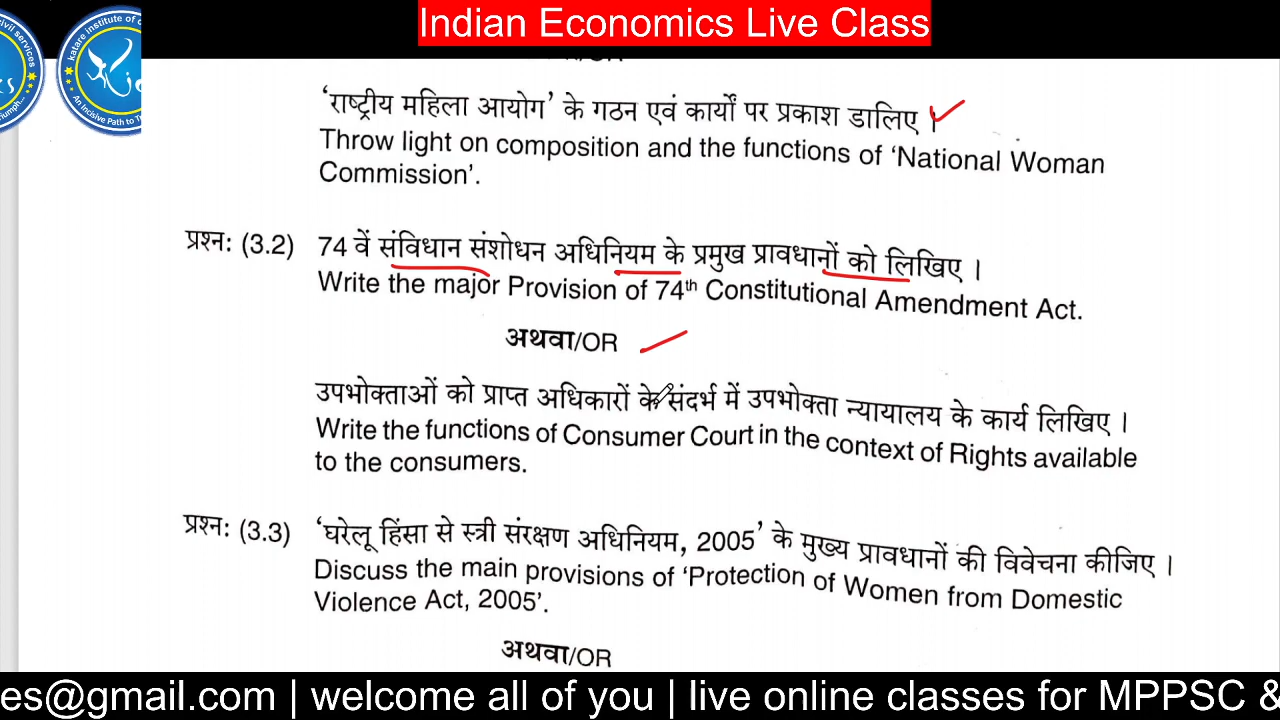 Indian Economics Live Class
'राष्ट्रीय महिला आयोग' के गठन एवं कार्यों पर प्रकाश डालिए ।
Throw light on composition and the functions of 'National Woman
Commission'.
प्रश्न: (3.2) 74 वें संविधान संशोधन अधिनियम के प्रमुख प्रावधानों को लिखिए ।
Write the major Provision of 74th Constitutional Amendment Act.
अथवा/OR
उपभोक्ताओं को प्राप्त अधिकारों के संदर्भ में उपभोक्ता न्यायालय के कार्य लिखिए ।
Write the functions of Consumer Court in the context of Rights available
to the consumers.
प्रश्न: (3.3) 'घरेलू हिंसा से स्त्री संरक्षण अधिनियम, 2005' के मुख्य प्रावधानों की विवेचना कीजिए ।
Discuss the main provisions of 'Protection of Women from Domestic
Violence Act, 2005'.
अथवा/OR
es@gmail.com | welcome all of you | live online classes for MPPSC &